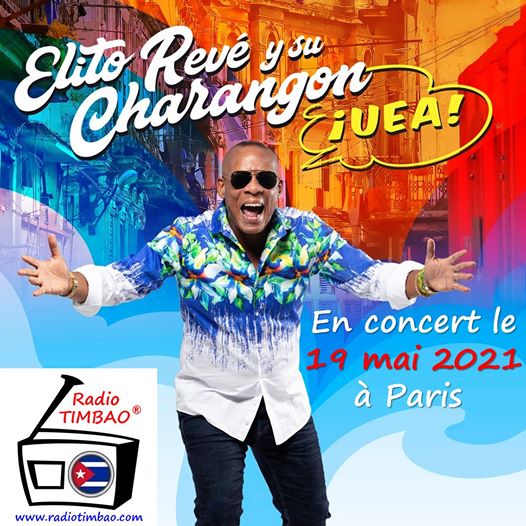 Elito Revé y su
Charangon
¡UEA!
En concert le
19 mai 2021
à Paris
Radio
TIMBAO®
www.radiotimbao.com